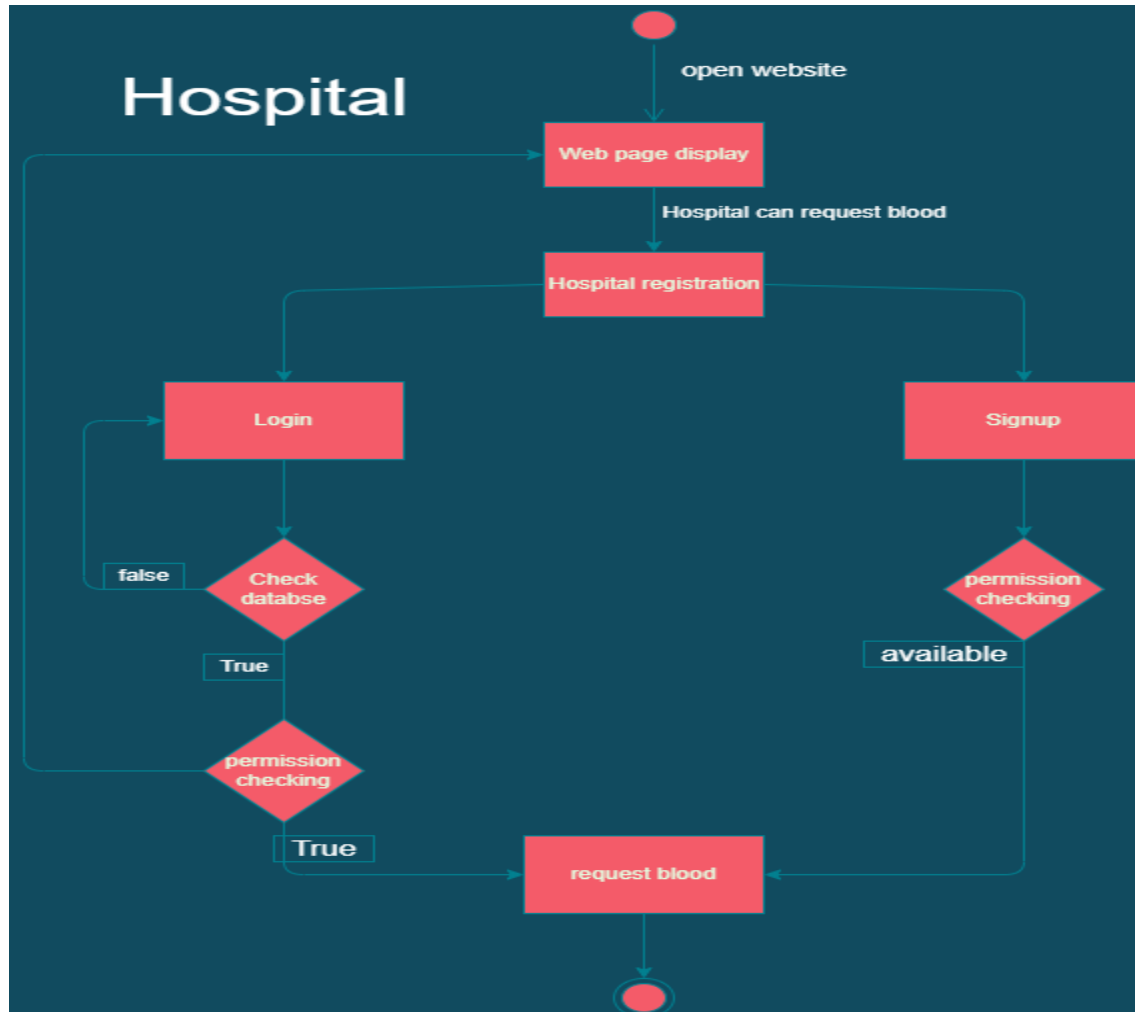 open website
Hospital
Web page display
Hospital can request blood
Hospital registration
Login
Signup
false
Check
databse
permission
checking
True
available
permission
checking
True
request blood